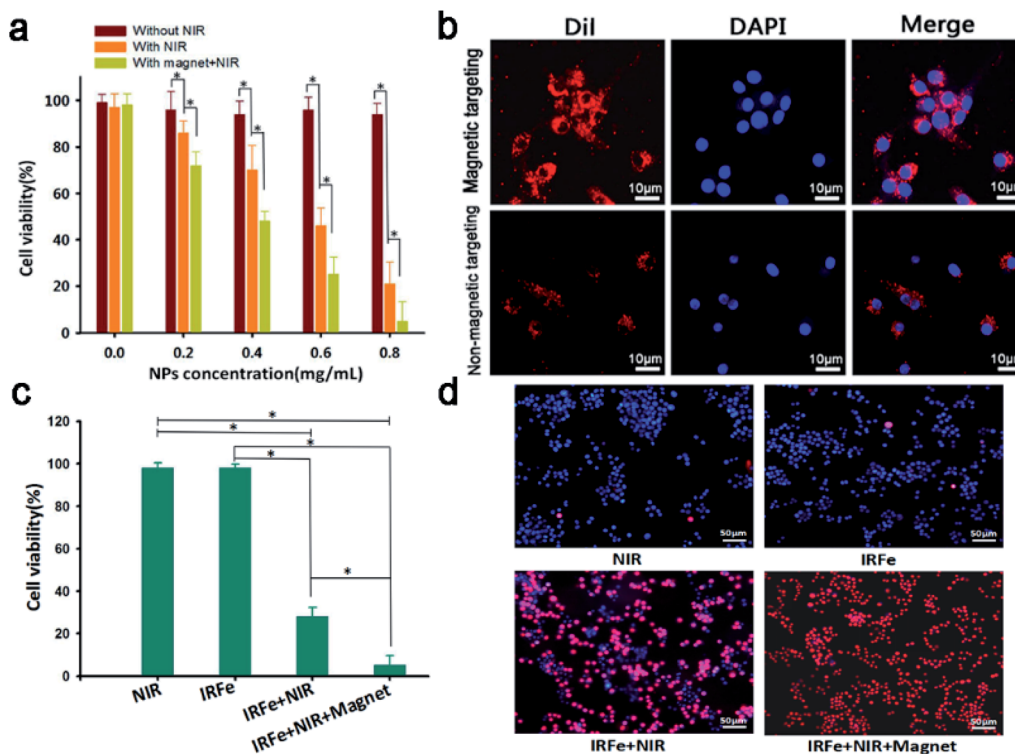 a
Without NIR
With NIR
With magnet+NIR
Cell viability(%)
100
80
60
40
20
0
* * * * * * * *
0.0 0.2 0.4 0.6 0.8
NPs concentration(mg/mL)
b
DiI DAPI Merge
Magnetic targeting
10μm 10μm 10μm
Non-magnetic targeting
10μm 10μm 10μm
c
Cell viability(%)
120
100
80
60
40
20
0
*
*
*
*
*
NIR IRFe IRFe+NIR IRFe+NIR+Magnet
d
50μm 50μm
NIR IRFe
50μm 50μm
IRFe+NIR IRFe+NIR+Magnet